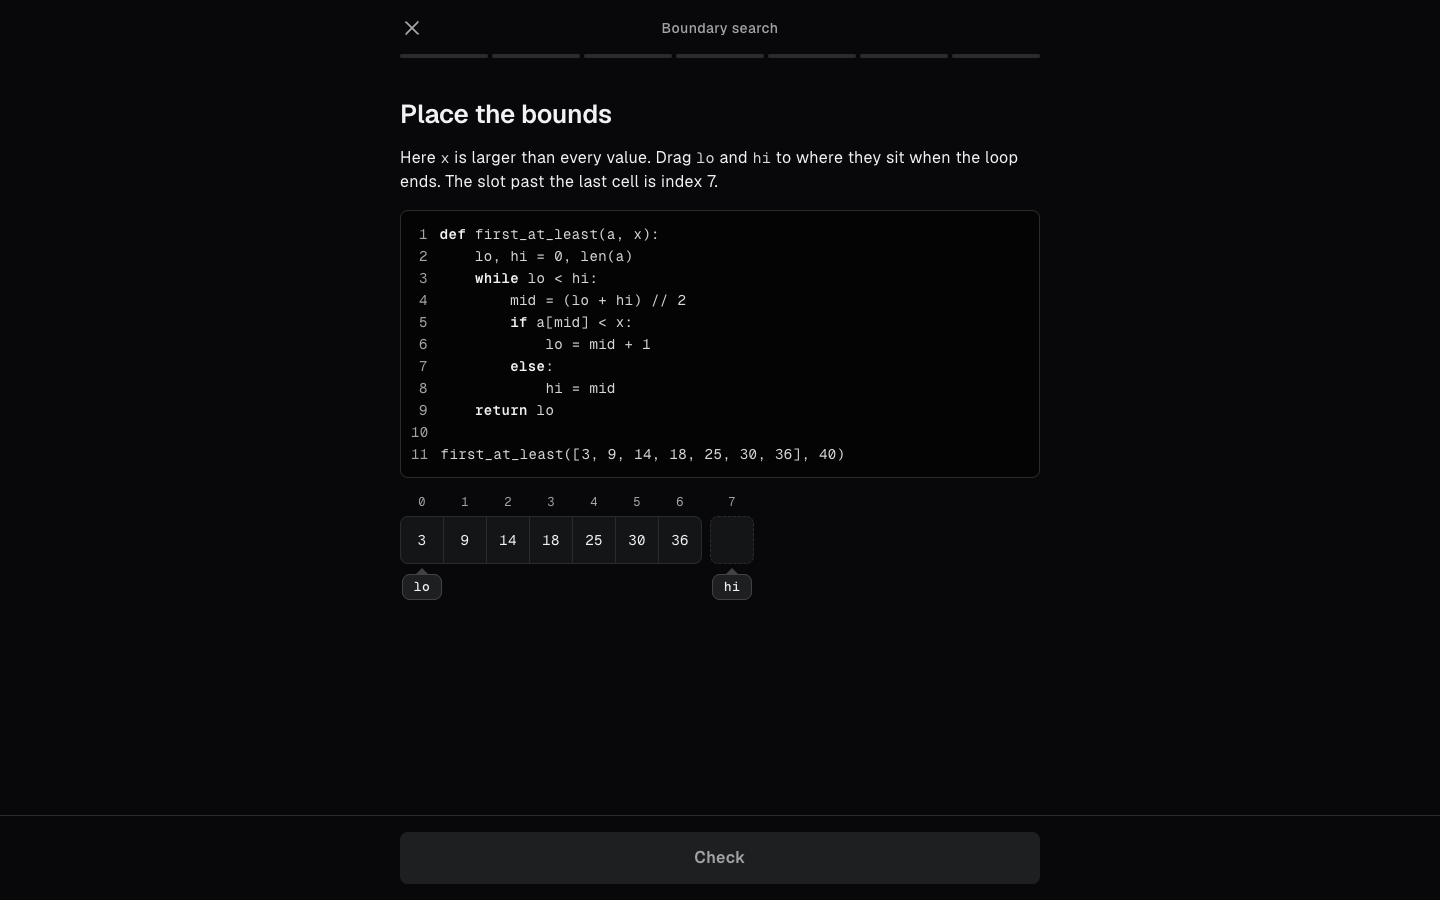 Boundary search
Place the bounds
Here x is larger than every value. Drag lo and hi to where they sit when the loop
ends. The slot past the last cell is index 7.
1 def first_at_least(a, x):
2     lo, hi = 0, len(a)
3     while lo < hi:
4         mid = (lo + hi) // 2
5         if a[mid] < x:
6             lo = mid + 1
7         else:
8             hi = mid
9     return lo
10
11 first_at_least([3, 9, 14, 18, 25, 30, 36], 40)
0 1 2 3 4 5 6 7
3 9 14 18 25 30 36
lo hi
Check